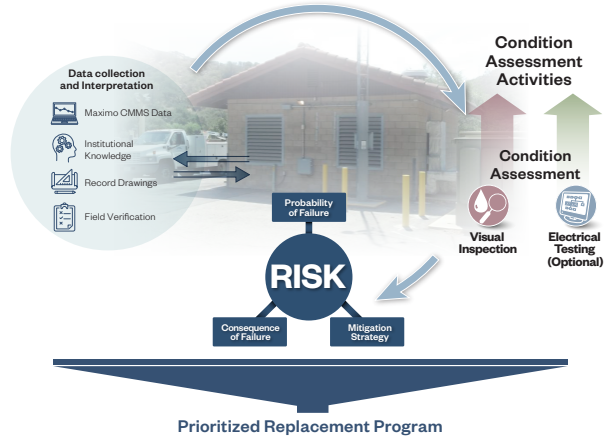 Data collection
and Interpretation
Maximo CMMS Data
Institutional
Knowledge
Record Drawings
Field Verification
Condition
Assessment
Activities
Condition
Assessment
Visual
Inspection
Electrical
Testing
(Optional)
Probability
of Failure
RISK
Consequence
of Failure
Mitigation
Strategy
Prioritized Replacement Program